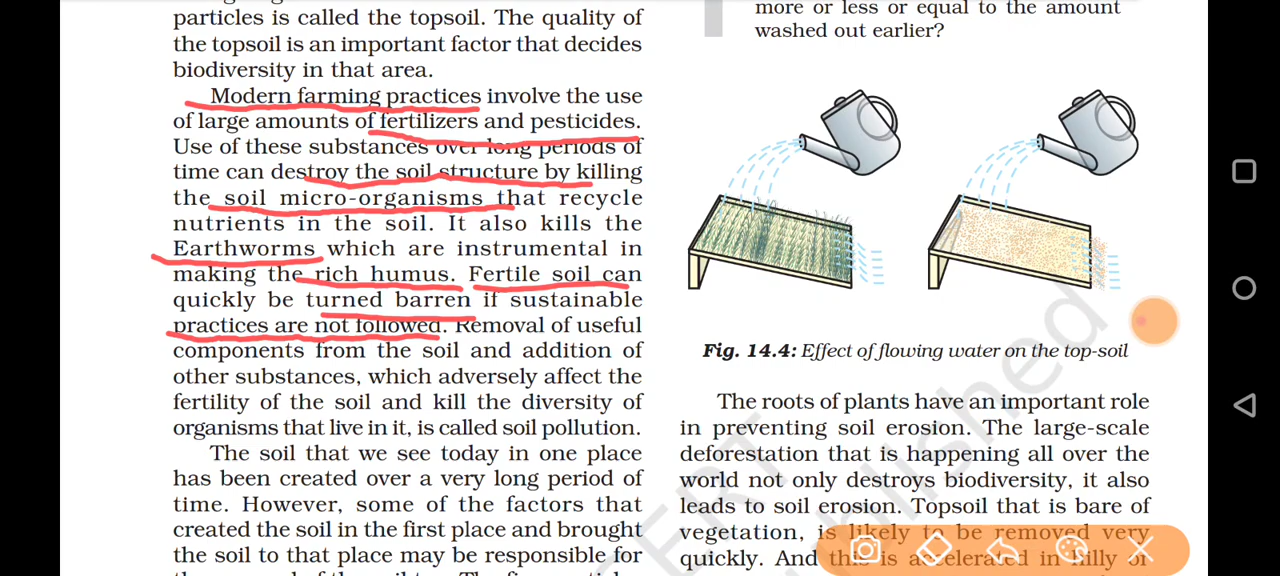 particles is called the topsoil. The quality of
the topsoil is an important factor that decides
biodiversity in that area.
Modern farming practices involve the use
of large amounts of fertilizers and pesticides.
Use of these substances over long periods of
time can destroy the soil structure by killing
the soil micro-organisms that recycle
nutrients in the soil. It also kills the
Earthworms which are instrumental in
making the rich humus. Fertile soil can
quickly be turned barren if sustainable
practices are not followed. Removal of useful
components from the soil and addition of
other substances, which adversely affect the
fertility of the soil and kill the diversity of
organisms that live in it, is called soil pollution.
The soil that we see today in one place
has been created over a very long period of
time. However, some of the factors that
created the soil in the first place and brought
the soil to that place may be responsible for
more or less or equal to the amount
washed out earlier?
Fig. 14.4: Effect of flowing water on the top-soil
The roots of plants have an important role
in preventing soil erosion. The large-scale
deforestation that is happening all over the
world not only destroys biodiversity, it also
leads to soil erosion. Topsoil that is bare of
vegetation, is likely to be removed very
quickly. And this is accelerated in hilly or